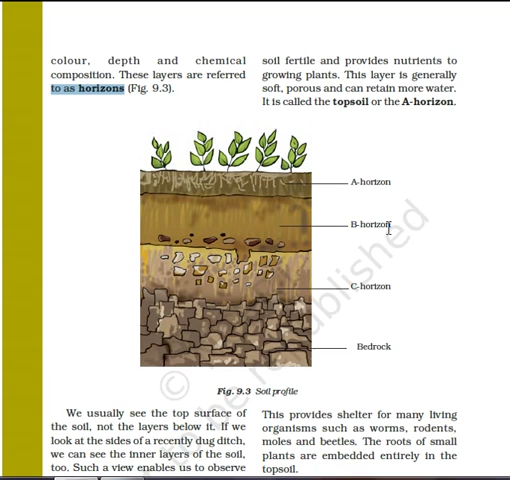 colour, depth and chemical
composition. These layers are referred
to as horizons (Fig. 9.3).
soil fertile and provides nutrients to
growing plants. This layer is generally
soft, porous and can retain more water.
It is called the topsoil or the A-horizon.
A-horizon
B-horizon
C-horizon
Bedrock
Fig. 9.3 Soil profile
We usually see the top surface of
the soil, not the layers below it. If we
look at the sides of a recently dug ditch,
we can see the inner layers of the soil,
too. Such a view enables us to observe
This provides shelter for many living
organisms such as worms, rodents,
moles and beetles. The roots of small
plants are embedded entirely in the
topsoil.
©
to be republished